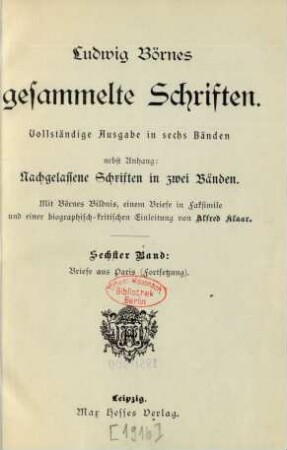 Ludwig Börnes
gesammelte Schriften.
Vollständige Ausgabe in sechs Bänden
nebst Anhang:
Nachgelassene Schriften in zwei Bänden.
Mit Börnes Bildnis, einem Briefe in Faksimile
und einer biographisch-kritischen Einleitung von Alfred Klaar.
Sechster Band:
Briefe aus Paris (Fortsetzung).
Bibliothek
Berlin
Leipzig.
Max Hesses Verlag.
[1916]